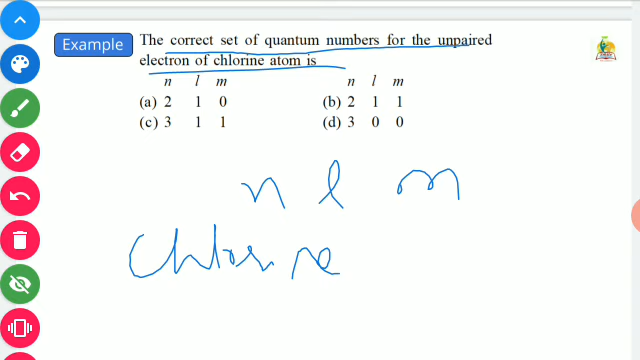 Example The correct set of quantum numbers for the unpaired
electron of chlorine atom is
n l m n l m
(a) 2 1 0 (b) 2 1 1
(c) 3 1 1 (d) 3 0 0
n l m
Chlorine